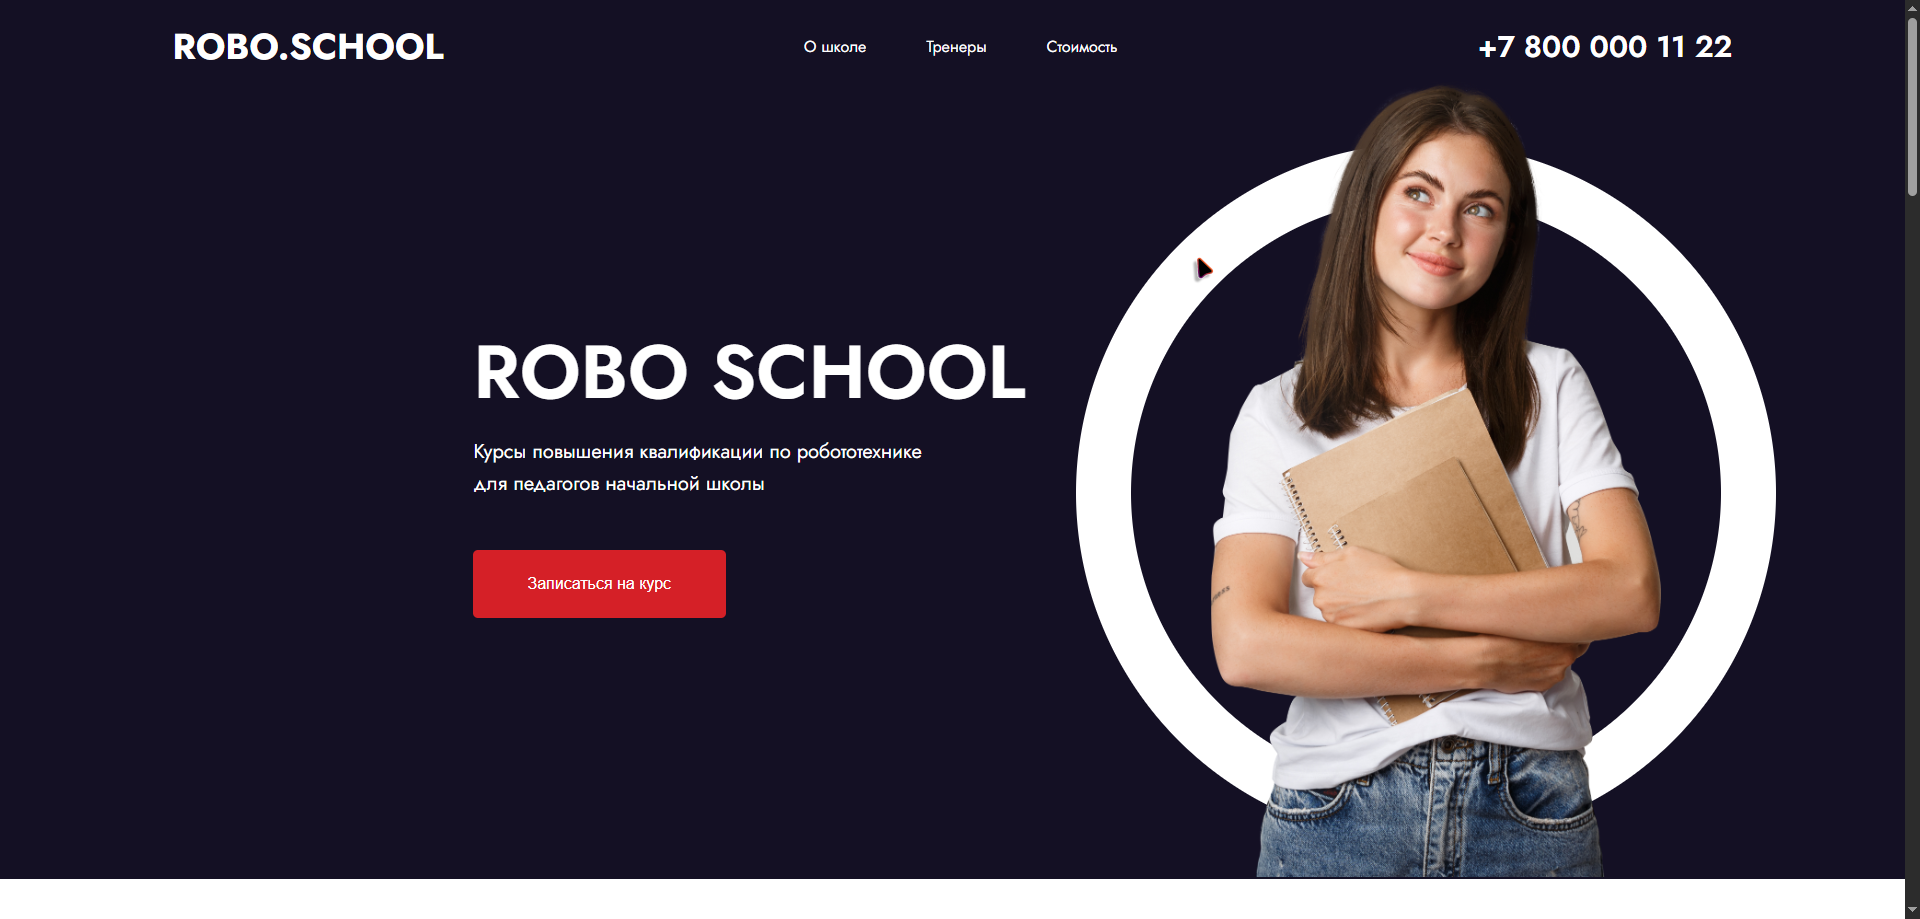 ROBO.SCHOOL
О школе
Тренеры
Стоимость
+7 800 000 11 22
ROBO SCHOOL
Курсы повышения квалификации по робототехнике
для педагогов начальной школы
Записаться на курс